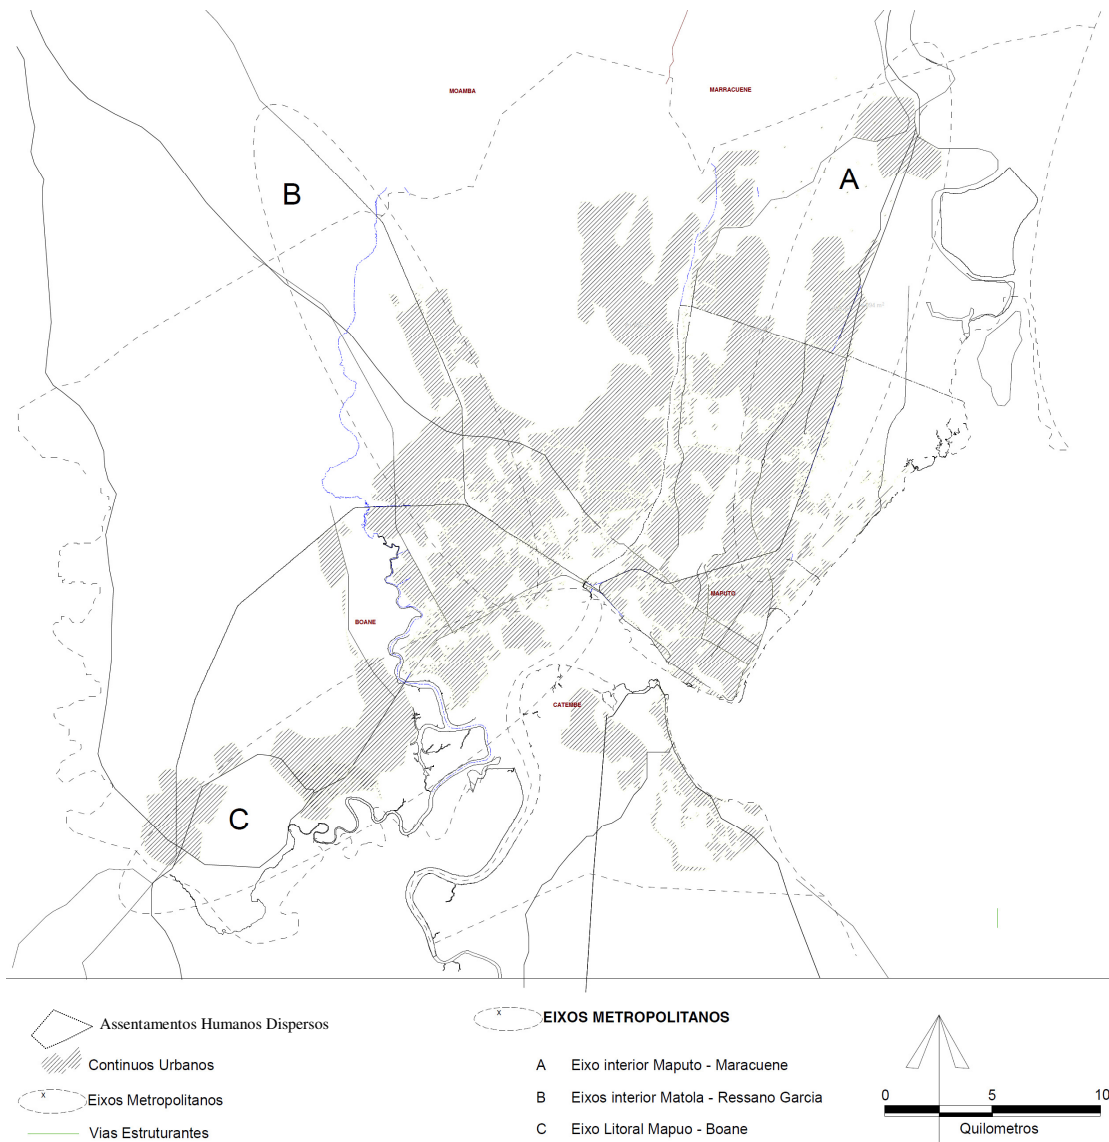 MOAMBA
MARRACUENE
A
B
MAPUTO
BOANE
CATEMBE
C
Assentamentos Humanos Dispersos
Continuos Urbanos
x
Eixos Metropolitanos
Vias Estruturantes
x
EIXOS METROPOLITANOS
A Eixo interior Maputo - Maracuene
B Eixos interior Matola - Ressano Garcia
C Eixo Litoral Mapuo - Boane
0 5 10
Quilometros